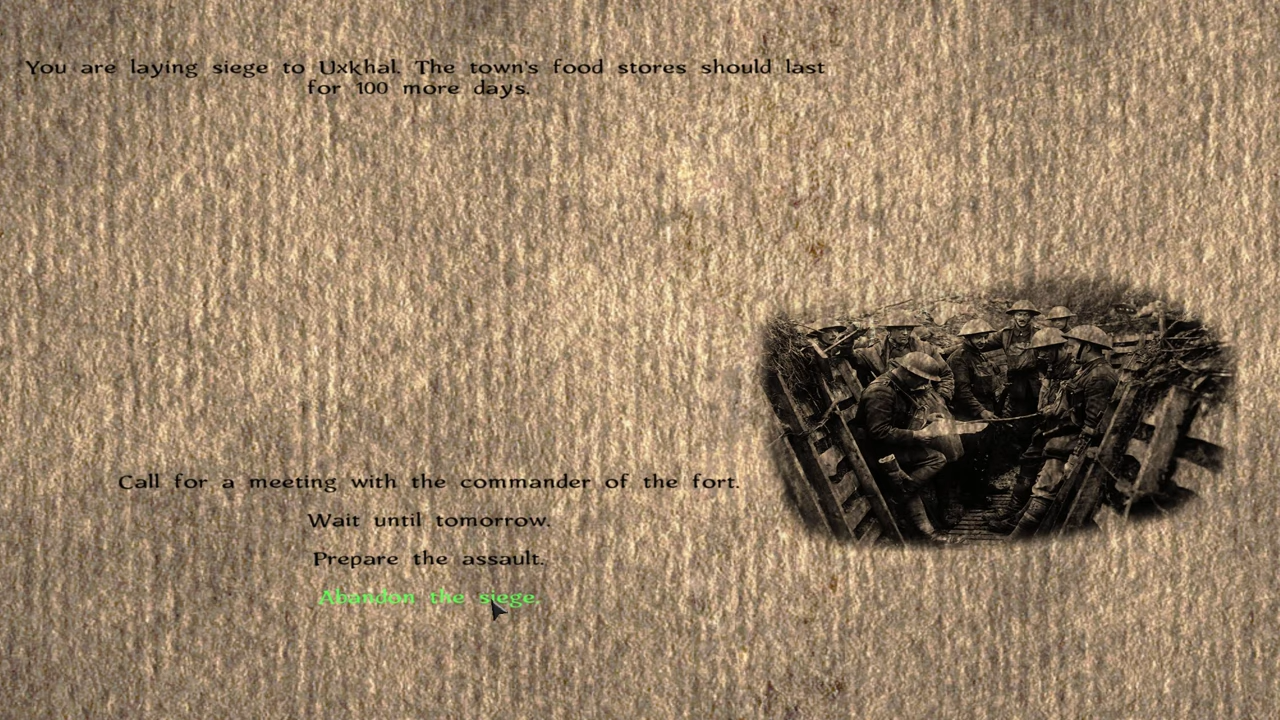 You are laying siege to Uxkhal. The town's food stores should last
for 100 more days.
Call for a meeting with the commander of the fort.
Wait until tomorrow.
Prepare the assault.
Abandon the siege.